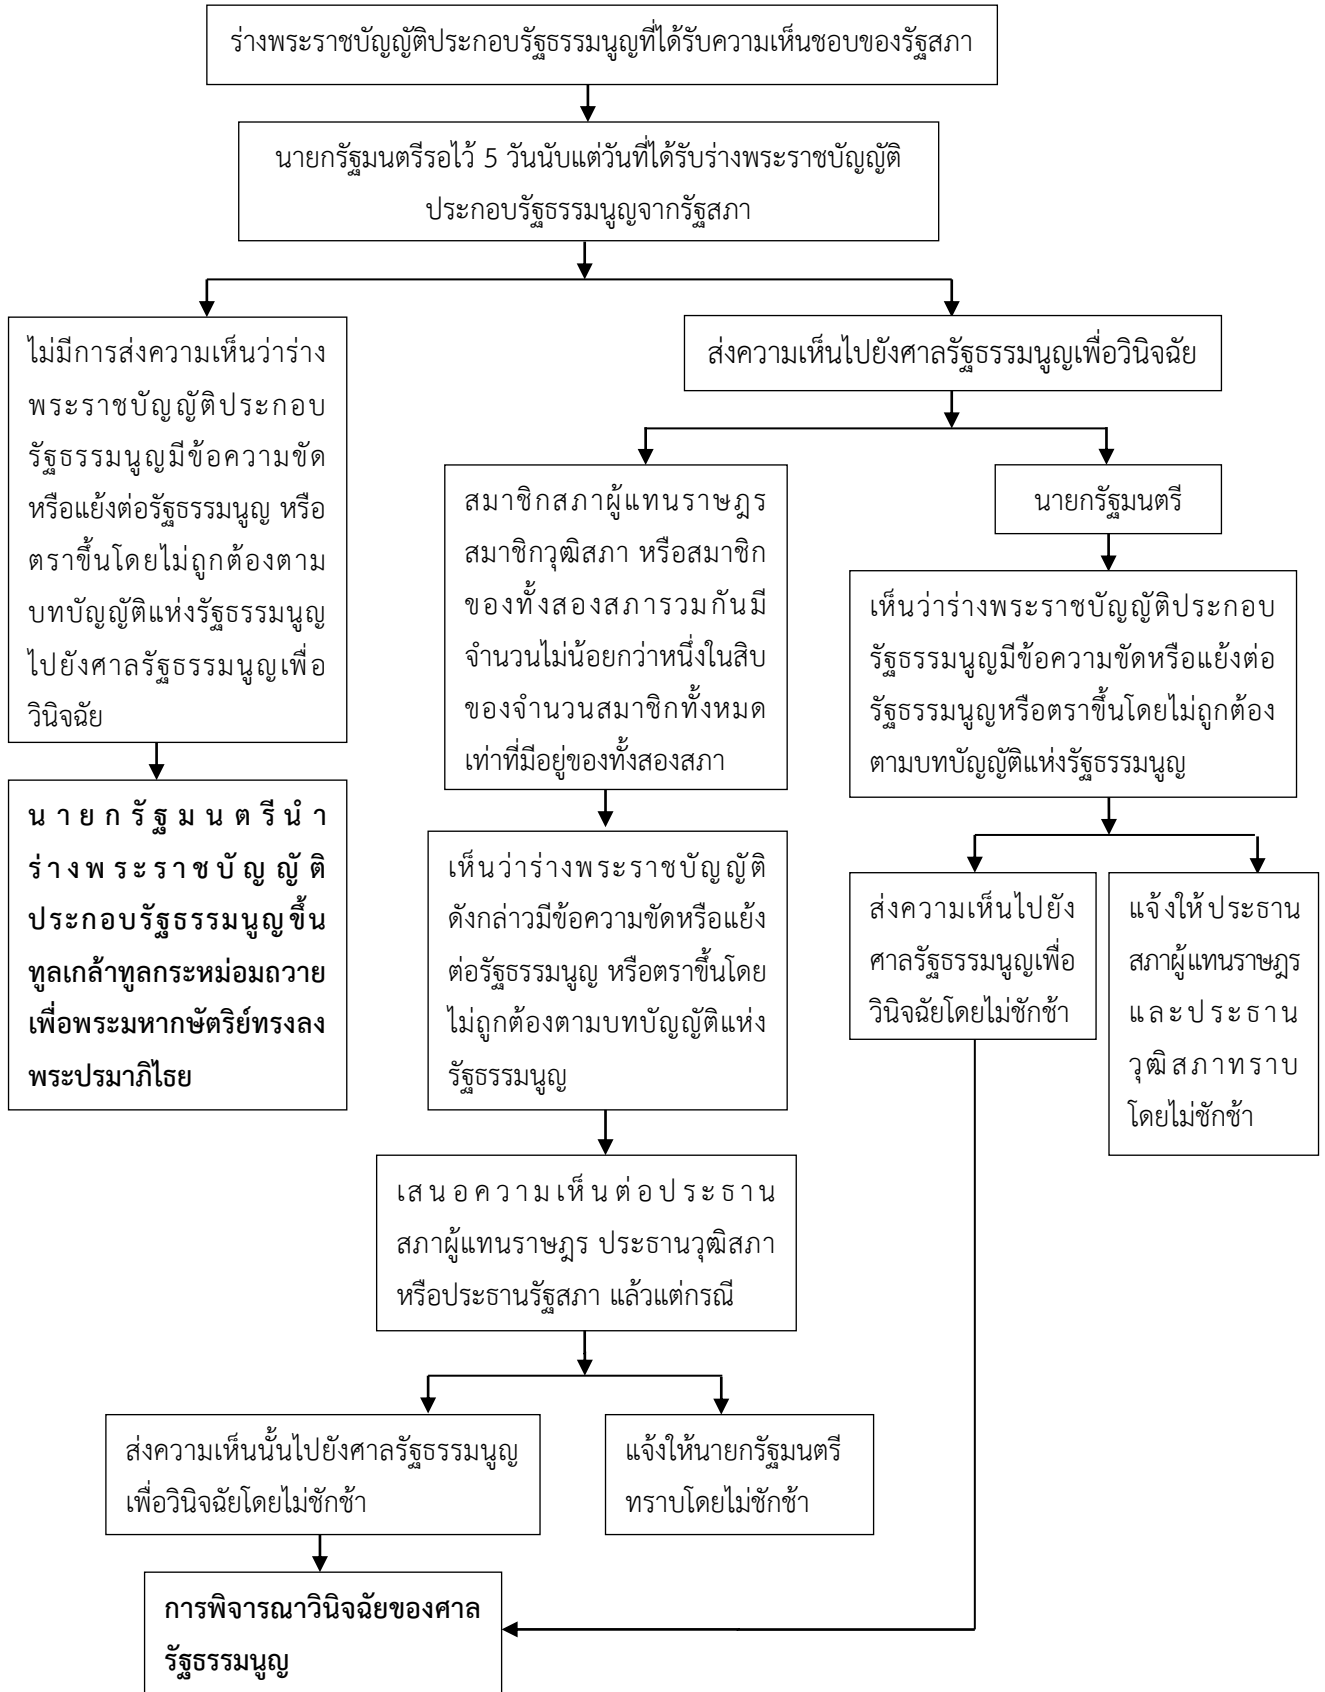 ร่างพระราชบัญญัติประกอบรัฐธรรมนูญที่ได้รับความเห็นชอบของรัฐสภา
นายกรัฐมนตรีรอไว้ 5 วันนับแต่วันที่ได้รับร่างพระราชบัญญัติ
ประกอบรัฐธรรมนูญจากรัฐสภา
ไม่มีการส่งความเห็นว่าร่าง
พระราชบัญญัติประกอบ
รัฐธรรมนูญมีข้อความขัด
หรือแย้งต่อรัฐธรรมนูญ หรือ
ตราขึ้นโดยไม่ถูกต้องตาม
บทบัญญัติแห่งรัฐธรรมนูญ
ไปยังศาลรัฐธรรมนูญเพื่อ
วินิจฉัย
นายกรัฐมนตรีนำ
ร่างพระราชบัญญัติ
ประกอบรัฐธรรมนูญขึ้น
ทูลเกล้าทูลกระหม่อมถวาย
เพื่อพระมหากษัตริย์ทรงลง
พระปรมาภิไธย
ส่งความเห็นไปยังศาลรัฐธรรมนูญเพื่อวินิจฉัย
สมาชิกสภาผู้แทนราษฎร
สมาชิกวุฒิสภา หรือสมาชิก
ของทั้งสองสภารวมกันมี
จำนวนไม่น้อยกว่าหนึ่งในสิบ
ของจำนวนสมาชิกทั้งหมด
เท่าที่มีอยู่ของทั้งสองสภา
เห็นว่าร่างพระราชบัญญัติ
ดังกล่าวมีข้อความขัดหรือแย้ง
ต่อรัฐธรรมนูญ หรือตราขึ้นโดย
ไม่ถูกต้องตามบทบัญญัติแห่ง
รัฐธรรมนูญ
เสนอความเห็นต่อประธาน
สภาผู้แทนราษฎร ประธานวุฒิสภา
หรือประธานรัฐสภา แล้วแต่กรณี
ส่งความเห็นนั้นไปยังศาลรัฐธรรมนูญ
เพื่อวินิจฉัยโดยไม่ชักช้า
แจ้งให้นายกรัฐมนตรี
ทราบโดยไม่ชักช้า
นายกรัฐมนตรี
เห็นว่าร่างพระราชบัญญัติประกอบ
รัฐธรรมนูญมีข้อความขัดหรือแย้งต่อ
รัฐธรรมนูญหรือตราขึ้นโดยไม่ถูกต้อง
ตามบทบัญญัติแห่งรัฐธรรมนูญ
ส่งความเห็นไปยัง
ศาลรัฐธรรมนูญเพื่อ
วินิจฉัยโดยไม่ชักช้า
แจ้งให้ประธาน
สภาผู้แทนราษฎร
และประธาน
วุฒิสภาทราบ
โดยไม่ชักช้า
การพิจารณาวินิจฉัยของศาล
รัฐธรรมนูญ